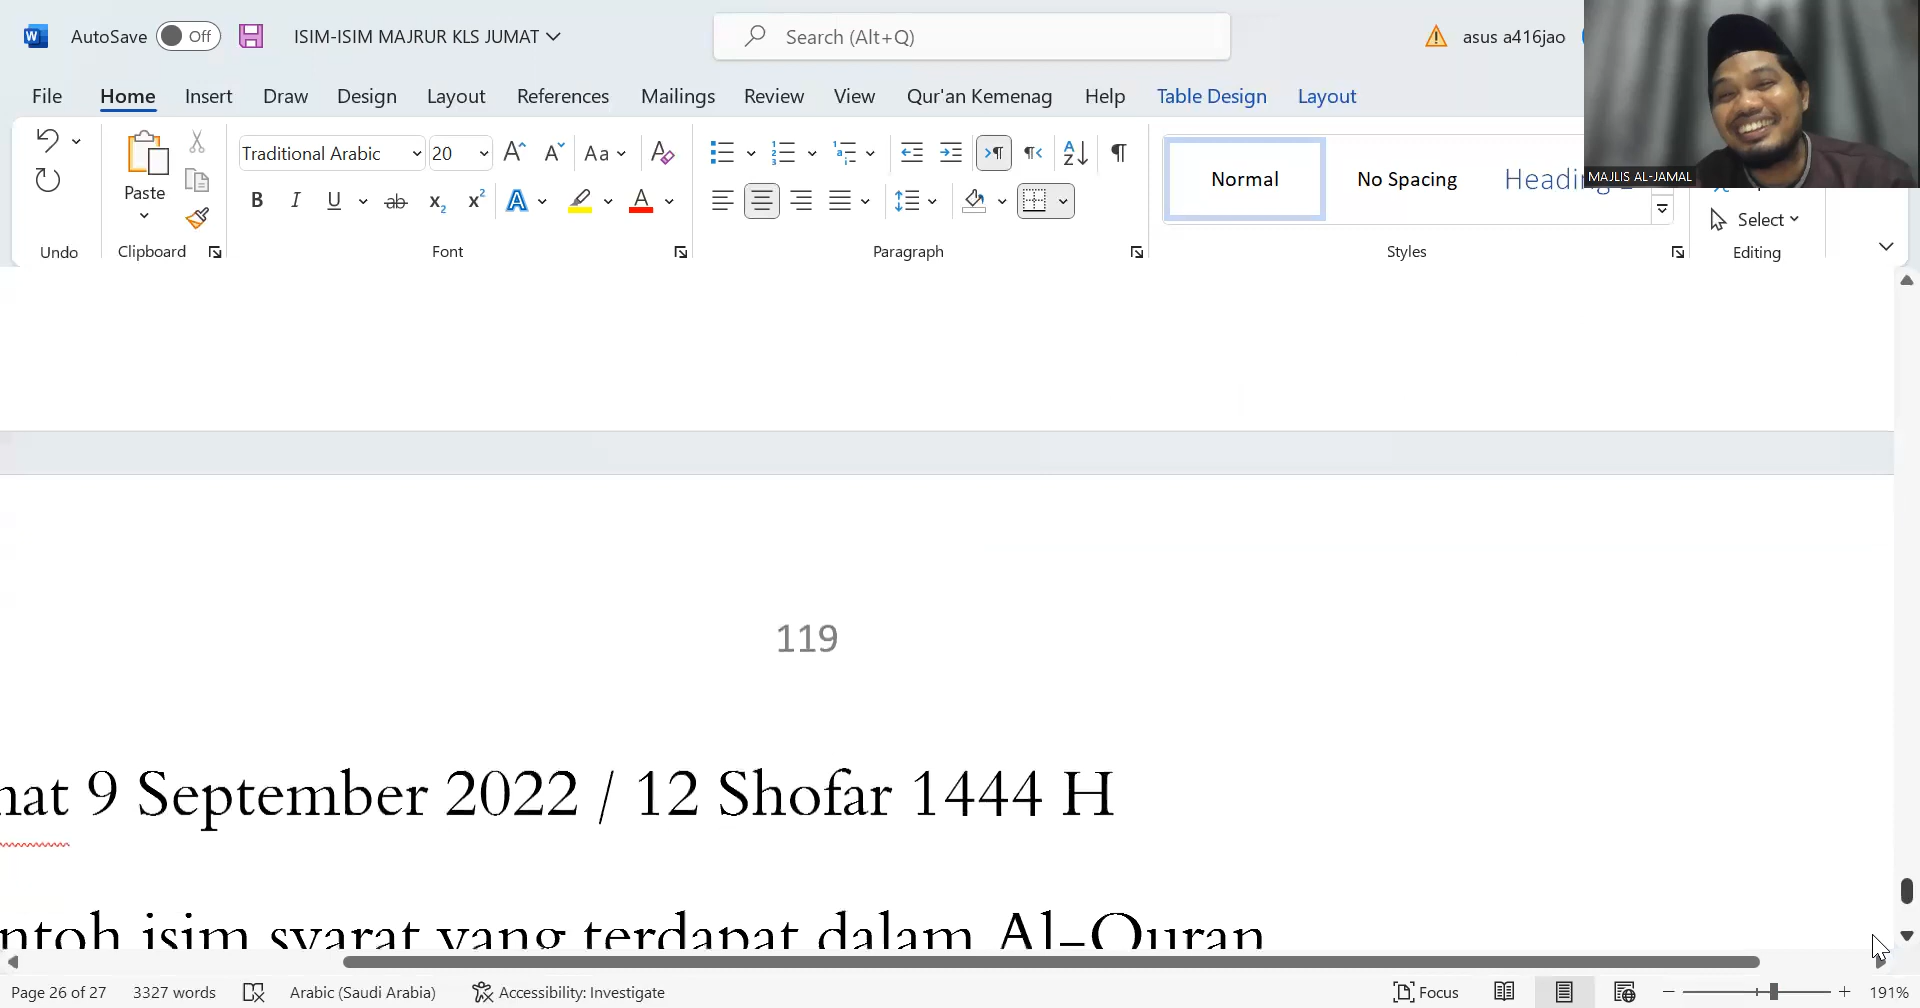 AutoSave Off ISIM-ISIM MAJRUR KLS JUMAT Search (Alt+Q) asus a416jao
File Home Insert Draw Design Layout References Mailings Review View Qur'an Kemenag Help Table Design Layout
MAJLIS AL-JAMAL
Traditional Arabic 20
Paste
Normal No Spacing Heading
Select
Undo Clipboard Font Paragraph Styles Editing
119
mat 9 September 2022 / 12 Shofar 1444 H
ntoh isim syarat yang terdapat dalam Al-Quran
Page 26 of 27 3327 words Arabic (Saudi Arabia) Accessibility: Investigate Focus 191%